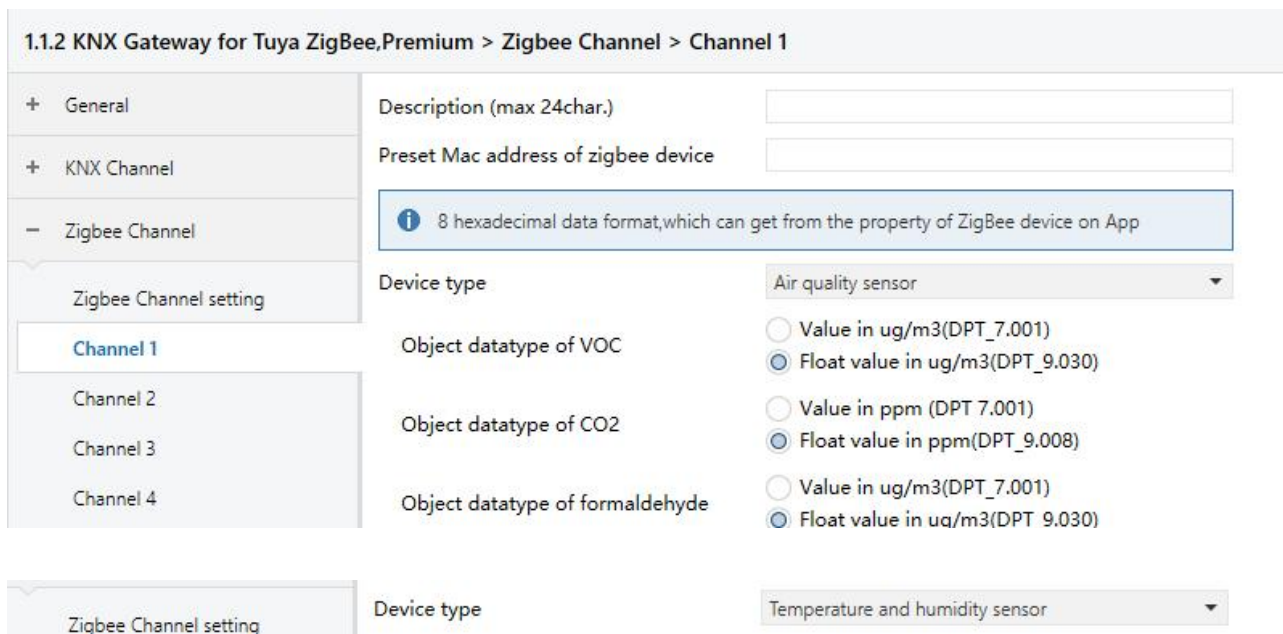 1.1.2 KNX Gateway for Tuya ZigBee,Premium > Zigbee Channel > Channel 1
+ General
Description (max 24char.)
Preset Mac address of zigbee device
+ KNX Channel
8 hexadecimal data format,which can get from the property of ZigBee device on App
− Zigbee Channel
Device type Air quality sensor
Zigbee Channel setting
Object datatype of VOC
Value in ug/m3(DPT_7.001)
Float value in ug/m3(DPT_9.030)
Channel 1
Channel 2
Object datatype of CO2
Value in ppm (DPT 7.001)
Float value in ppm(DPT_9.008)
Channel 3
Channel 4
Object datatype of formaldehyde
Value in ug/m3(DPT_7.001)
Float value in ug/m3(DPT_9.030)
Zigbee Channel setting
Device type Temperature and humidity sensor